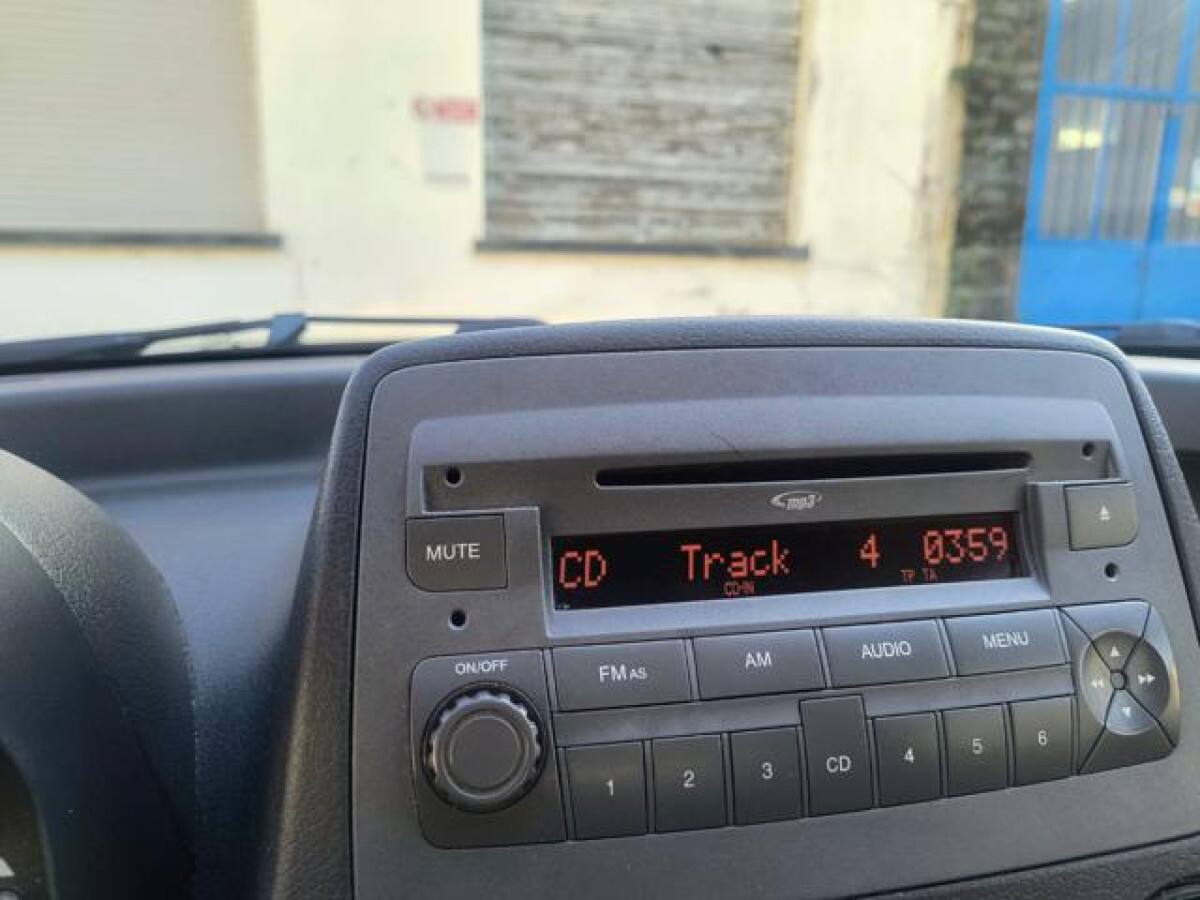 mp3
MUTE
CD Track 4 0359
CD-IN TP TA
ON/OFF
FM AS AM AUDIO MENU
1 2 3 CD 4 5 6